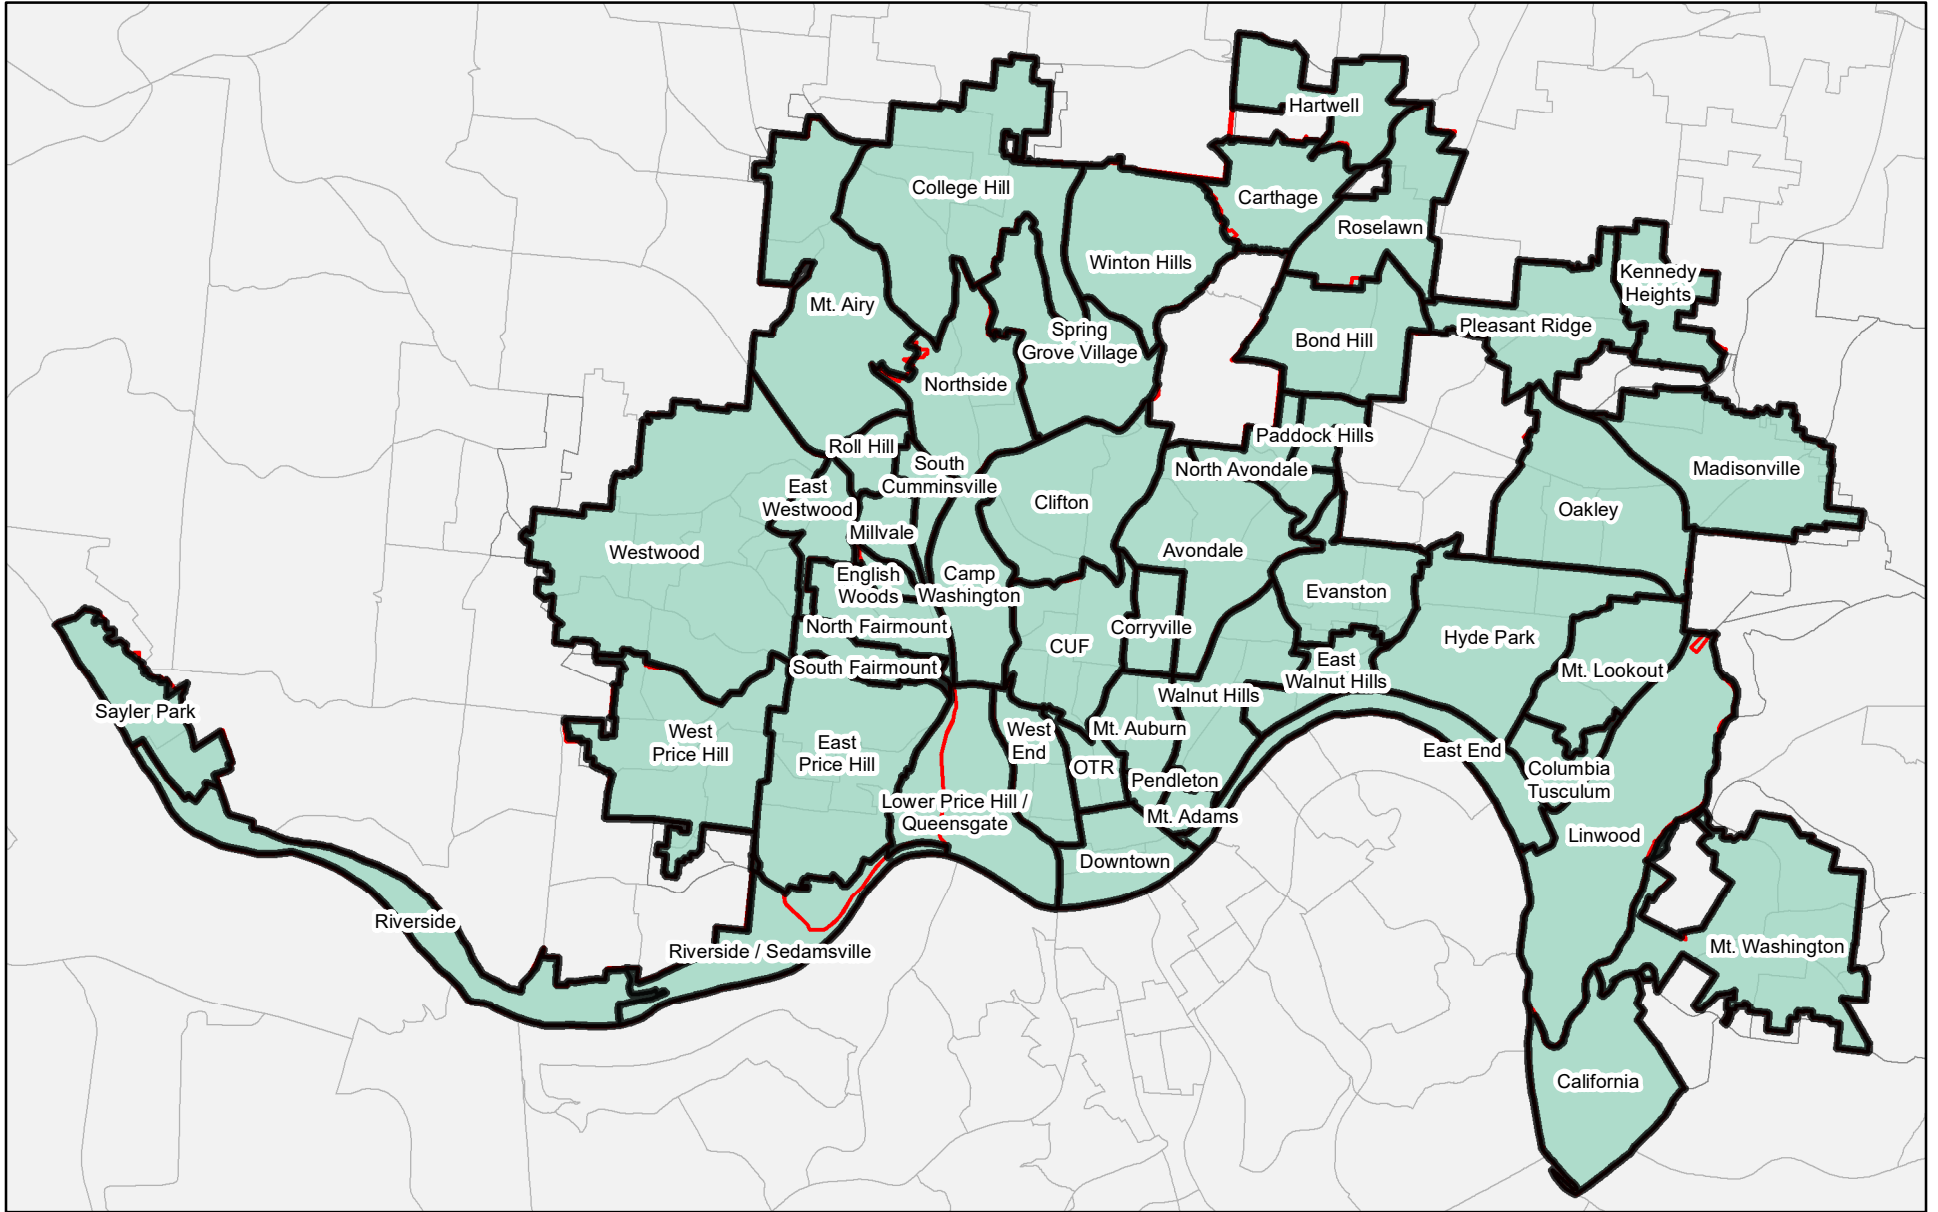 Hartwell
College Hill
Carthage
Roselawn
Winton Hills
Kennedy
Heights
Mt. Airy
Spring
Grove Village
Pleasant Ridge
Bond Hill
Northside
Paddock Hills
Roll Hill
South
Cumminsville
North Avondale
Madisonville
East
Westwood
Clifton
Oakley
Millvale
Westwood
Avondale
English
Woods
Camp
Washington
Evanston
North Fairmount
Corryville
Hyde Park
CUF
South Fairmount
East
Walnut Hills
Mt. Lookout
Walnut Hills
Sayler Park
West
Price Hill
East
Price Hill
West
End
Mt. Auburn
East End
OTR
Pendleton
Columbia
Tusculum
Lower Price Hill /
Queensgate
Mt. Adams
Linwood
Downtown
Riverside
Riverside / Sedamsville
Mt. Washington
California